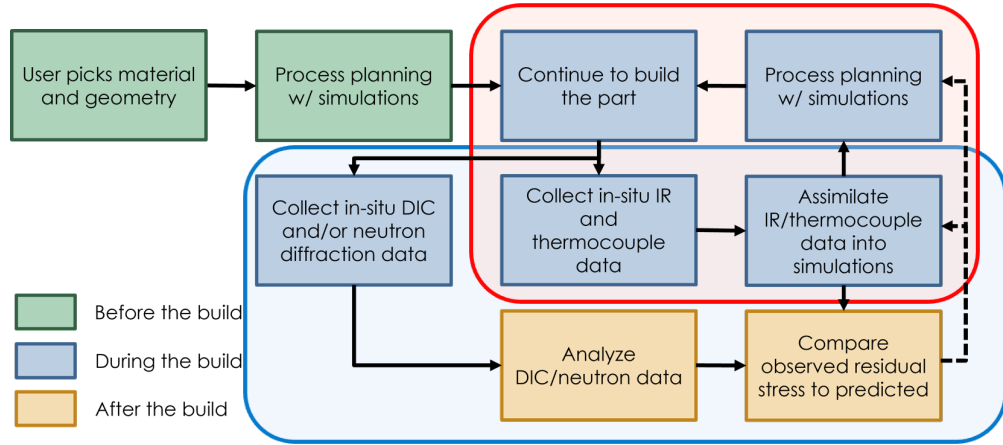 User picks material
and geometry
Process planning
w/ simulations
Continue to build
the part
Process planning
w/ simulations
Collect in-situ DIC
and/or neutron
diffraction data
Collect in-situ IR
and
thermocouple
data
Assimilate
IR/thermocouple
data into
simulations
Before the build
During the build
After the build
Analyze
DIC/neutron data
Compare
observed residual
stress to predicted